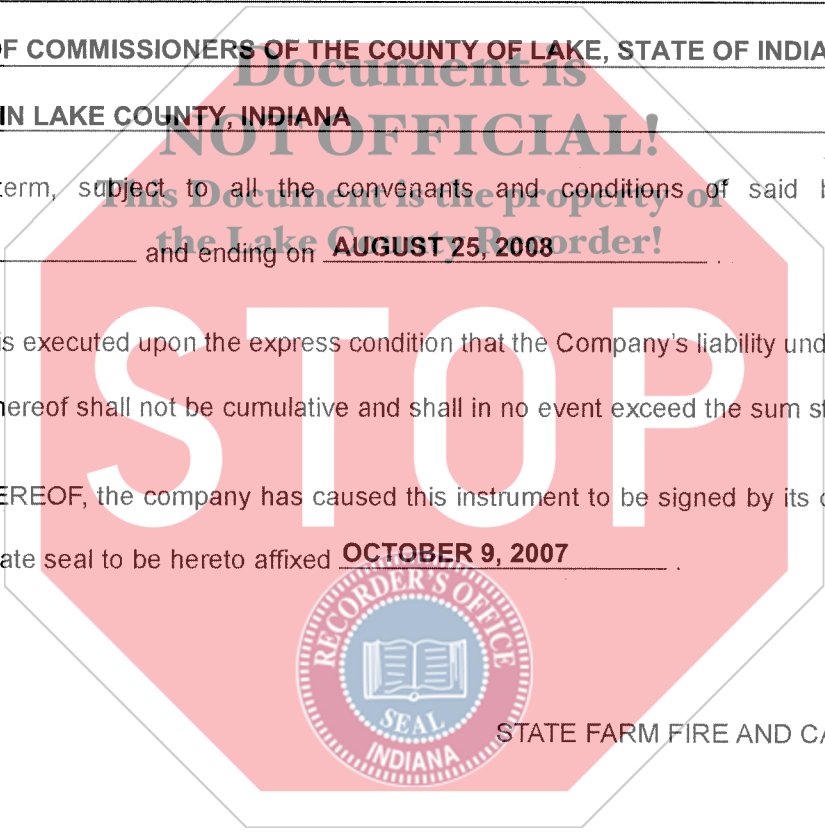 OF COMMISSIONERS OF THE COUNTY OF LAKE, STATE OF INDIA
Document is
IN LAKE COUNTY, INDIANA
NOT OFFICIAL!
term, subject to all the convenants and conditions of said b
This Document is the property of
the Lake County Recorder!
and ending on AUGUST 25, 2008 .
STOP
is executed upon the express condition that the Company's liability und
hereof shall not be cumulative and shall in no event exceed the sum st
EREOF, the company has caused this instrument to be signed by its o
ate seal to be hereto affixed OCTOBER 9, 2007 .
RECORDER'S OFFICE
SEAL
INDIANA
STATE FARM FIRE AND CA